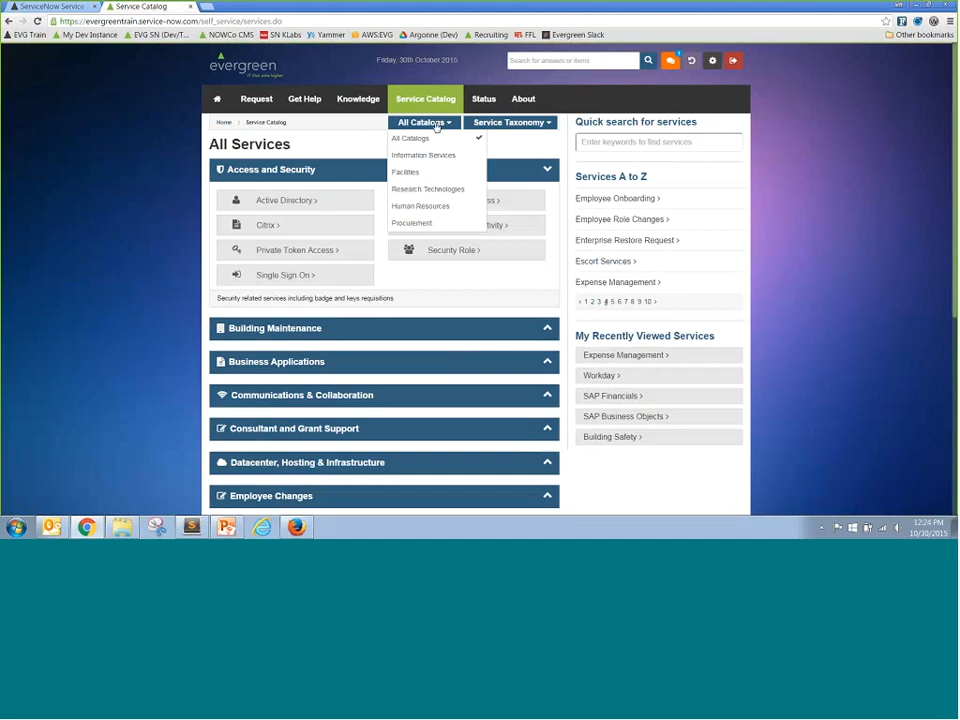 ServiceNow Service
Service Catalog
https://evergreentrain.service-now.com/self_service/services.do
EVG Train
My Dev Instance
EVG SN (Dev/T...
NOWCo CMS
SN KLabs
Yammer
AWS:EVG
Argonne (Dev)
Recruiting
FFL
Evergreen Slack
Other bookmarks
evergreen
Friday, 30th October 2015
Search for answers or items
Home Request Get Help Knowledge Service Catalog Status About
Home | Service Catalog
All Catalogs
Service Taxonomy
All Catalogs
Information Services
Facilities
Research Technologies
Human Resources
Procurement
All Services
Access and Security
Active Directory >
Citrix >
Private Token Access >
Security Role >
Single Sign On >
Security related services including badge and keys requisitions
Building Maintenance
Business Applications
Communications & Collaboration
Consultant and Grant Support
Datacenter, Hosting & Infrastructure
Employee Changes
Quick search for services
Enter keywords to find services
Services A to Z
Employee Onboarding >
Employee Role Changes >
Enterprise Restore Request >
Escort Services >
Expense Management >
< 1 2 3 4 5 6 7 8 9 10 >
My Recently Viewed Services
Expense Management >
Workday >
SAP Financials >
SAP Business Objects >
Building Safety >
12:24 PM
10/30/2015